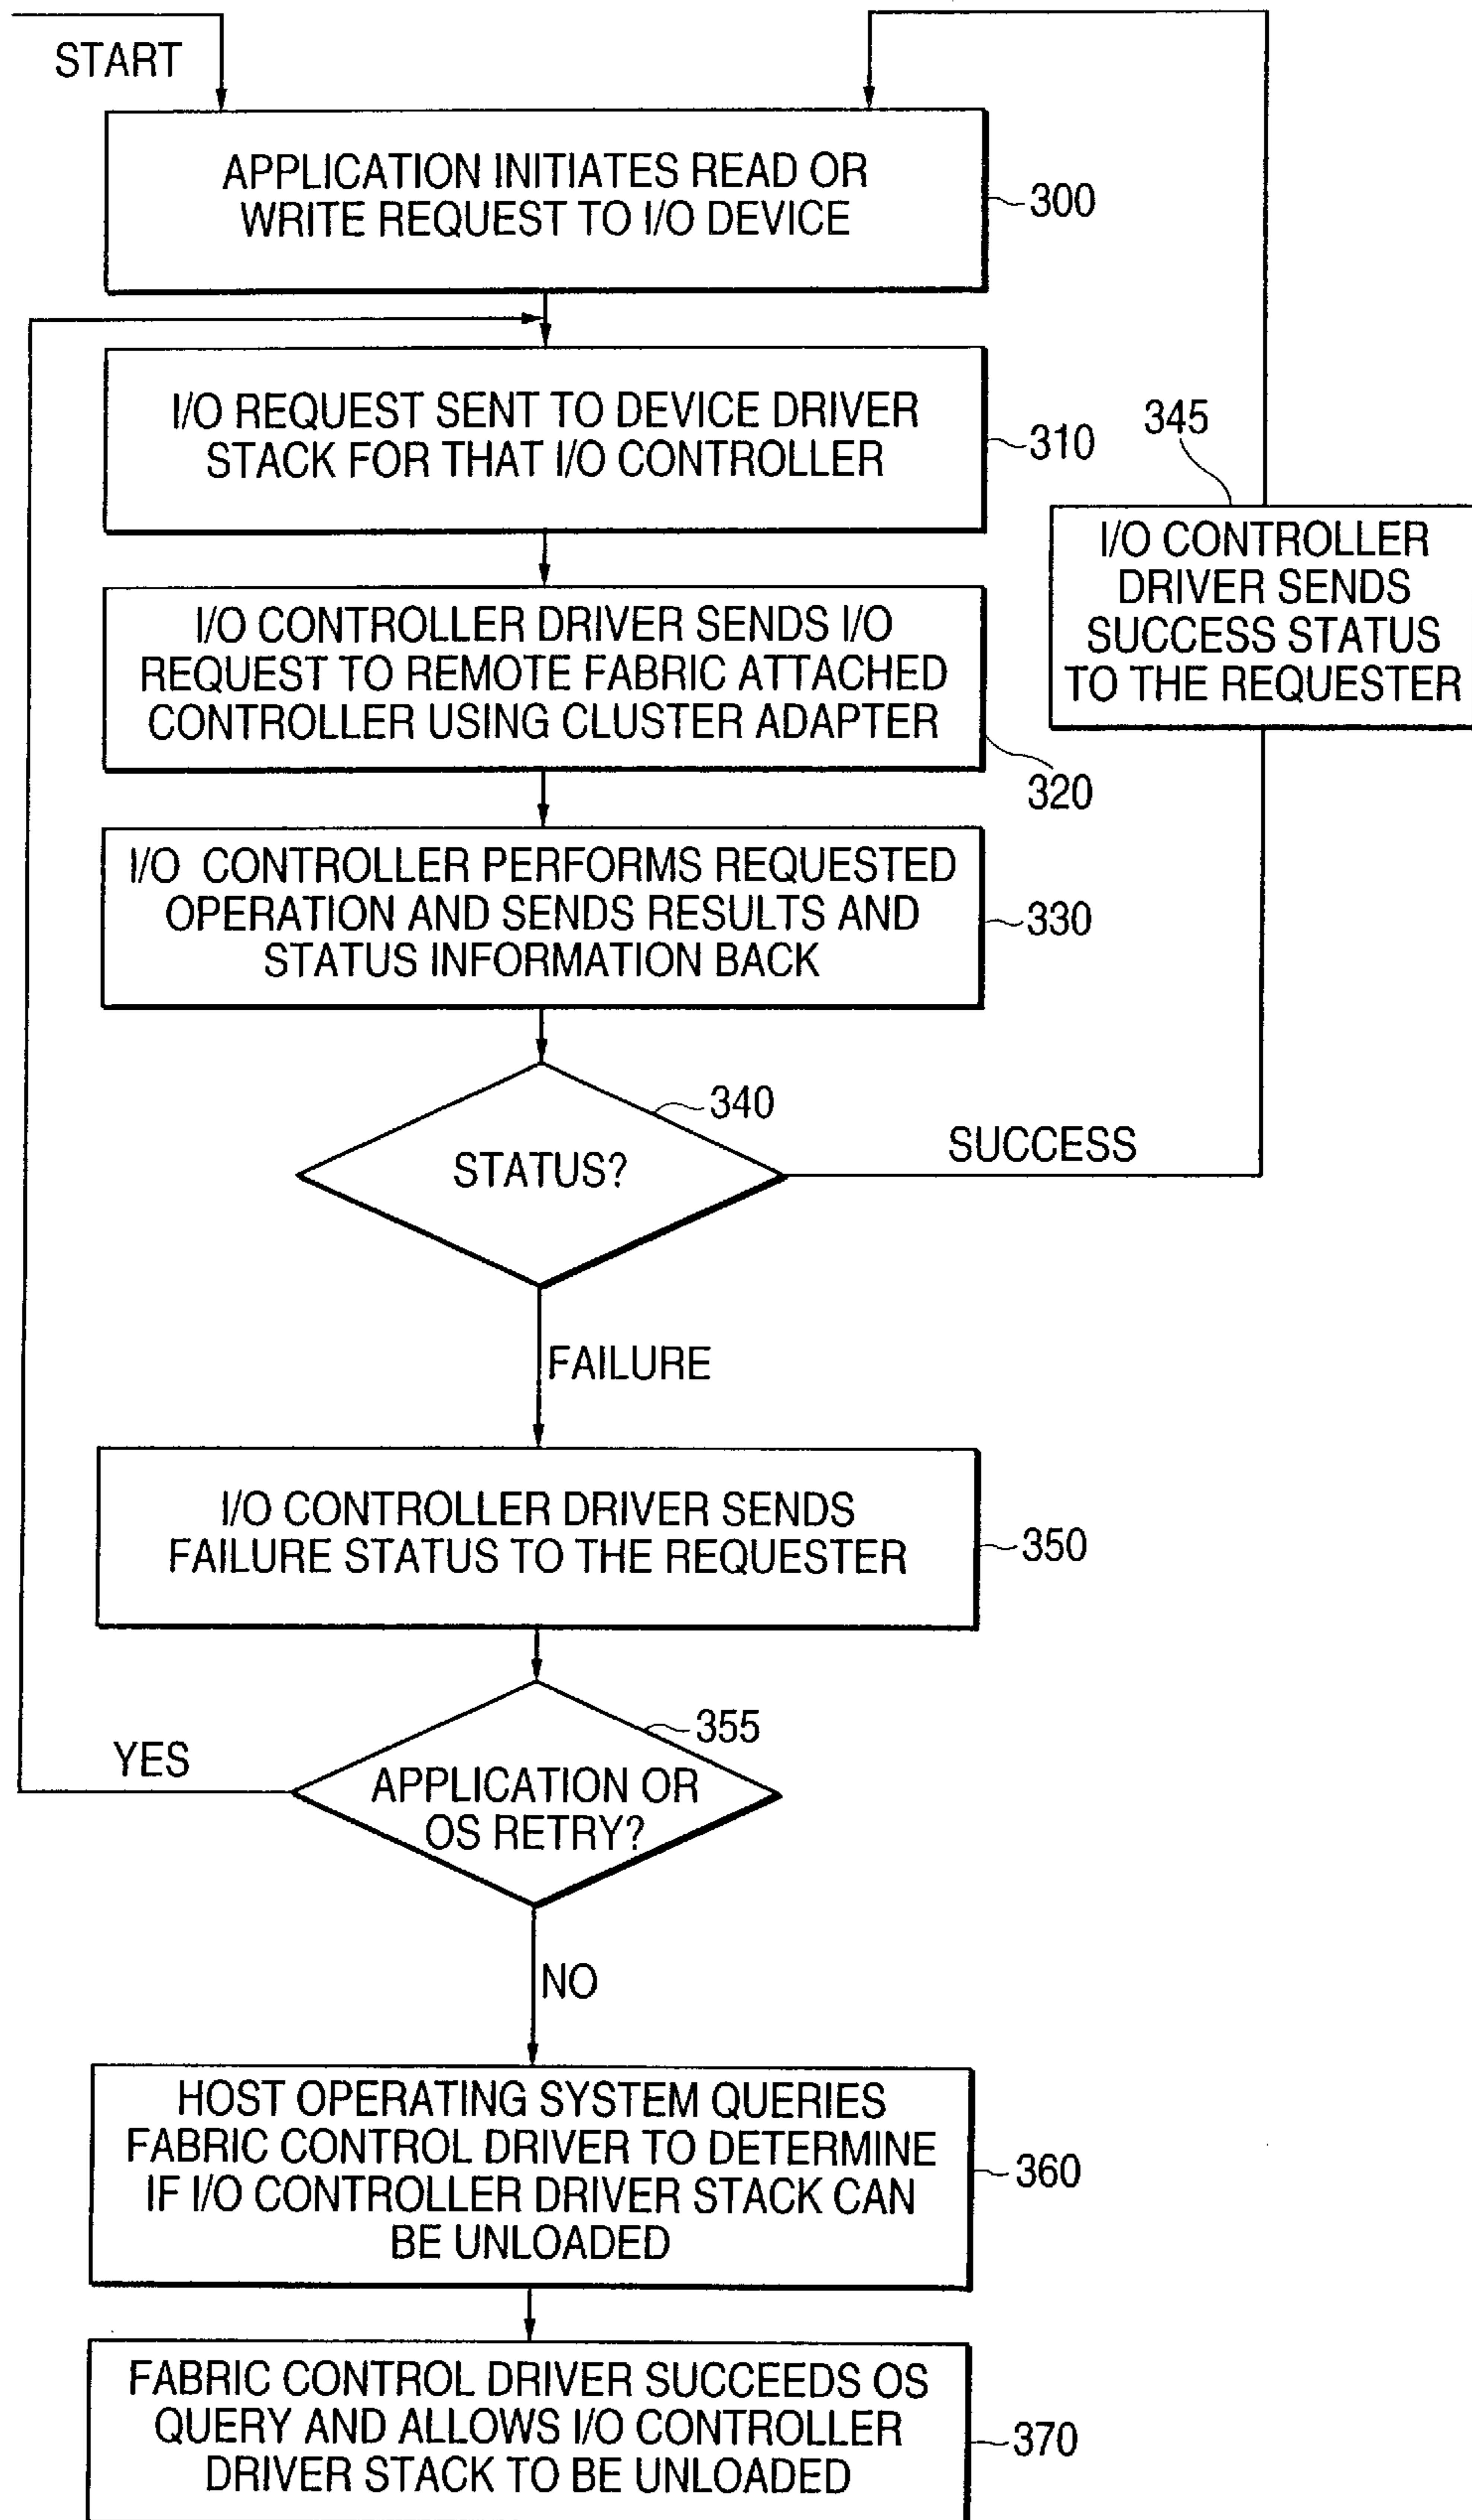 START
APPLICATION INITIATES READ OR
WRITE REQUEST TO I/O DEVICE
300
I/O REQUEST SENT TO DEVICE DRIVER
STACK FOR THAT I/O CONTROLLER
310
345
I/O CONTROLLER
DRIVER SENDS
SUCCESS STATUS
TO THE REQUESTER
I/O CONTROLLER DRIVER SENDS I/O
REQUEST TO REMOTE FABRIC ATTACHED
CONTROLLER USING CLUSTER ADAPTER
320
I/O CONTROLLER PERFORMS REQUESTED
OPERATION AND SENDS RESULTS AND
STATUS INFORMATION BACK
330
340
STATUS?
SUCCESS
FAILURE
I/O CONTROLLER DRIVER SENDS
FAILURE STATUS TO THE REQUESTER
350
355
YES
APPLICATION OR
OS RETRY?
NO
HOST OPERATING SYSTEM QUERIES
FABRIC CONTROL DRIVER TO DETERMINE
IF I/O CONTROLLER DRIVER STACK CAN
BE UNLOADED
360
FABRIC CONTROL DRIVER SUCCEEDS OS
QUERY AND ALLOWS I/O CONTROLLER
DRIVER STACK TO BE UNLOADED
370